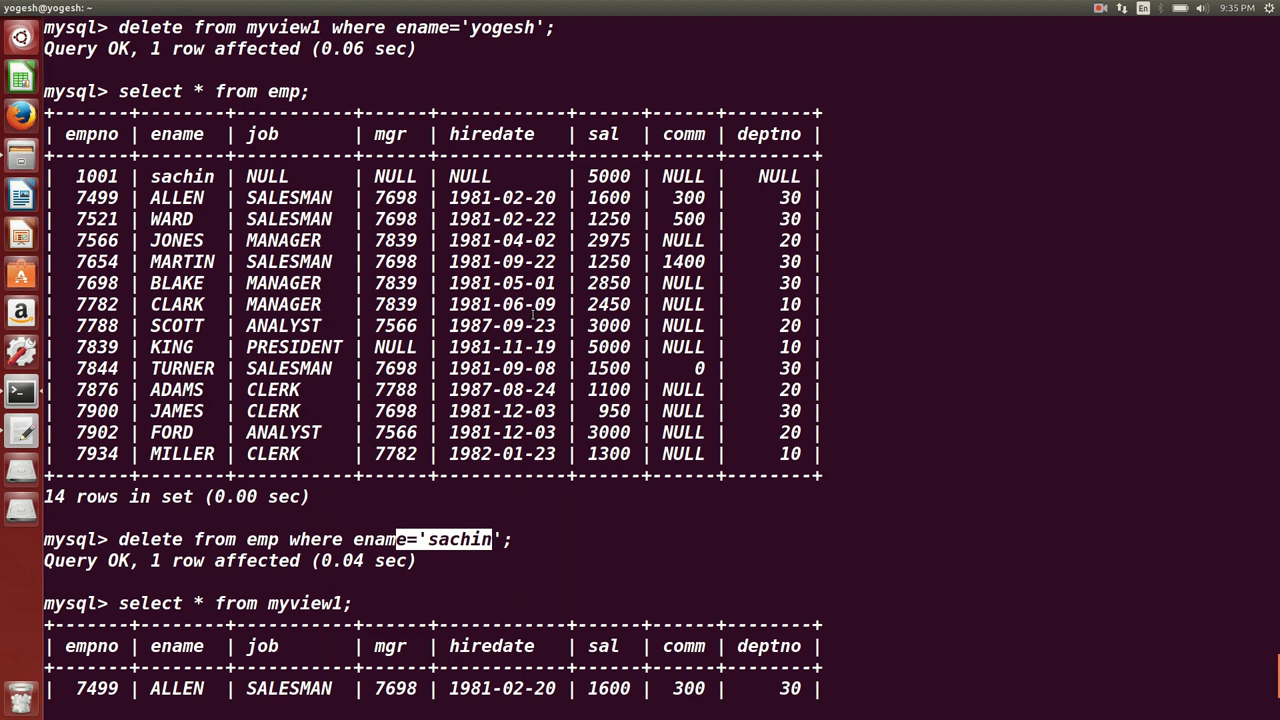 yogesh@yogesh: ~
En
9:35 PM
mysql> delete from myview1 where ename='yogesh';
Query OK, 1 row affected (0.06 sec)
mysql> select * from emp;
+-------+--------+-----------+------+------------+------+------+--------+
| empno | ename | job | mgr | hiredate | sal | comm | deptno |
+-------+--------+-----------+------+------------+------+------+--------+
| 1001 | sachin | NULL | NULL | NULL | 5000 | NULL | NULL |
| 7499 | ALLEN | SALESMAN | 7698 | 1981-02-20 | 1600 | 300 | 30 |
| 7521 | WARD | SALESMAN | 7698 | 1981-02-22 | 1250 | 500 | 30 |
| 7566 | JONES | MANAGER | 7839 | 1981-04-02 | 2975 | NULL | 20 |
| 7654 | MARTIN | SALESMAN | 7698 | 1981-09-22 | 1250 | 1400 | 30 |
| 7698 | BLAKE | MANAGER | 7839 | 1981-05-01 | 2850 | NULL | 30 |
| 7782 | CLARK | MANAGER | 7839 | 1981-06-09 | 2450 | NULL | 10 |
| 7788 | SCOTT | ANALYST | 7566 | 1987-09-23 | 3000 | NULL | 20 |
| 7839 | KING | PRESIDENT | NULL | 1981-11-19 | 5000 | NULL | 10 |
| 7844 | TURNER | SALESMAN | 7698 | 1981-09-08 | 1500 | 0 | 30 |
| 7876 | ADAMS | CLERK | 7788 | 1987-08-24 | 1100 | NULL | 20 |
| 7900 | JAMES | CLERK | 7698 | 1981-12-03 | 950 | NULL | 30 |
| 7902 | FORD | ANALYST | 7566 | 1981-12-03 | 3000 | NULL | 20 |
| 7934 | MILLER | CLERK | 7782 | 1982-01-23 | 1300 | NULL | 10 |
+-------+--------+-----------+------+------------+------+------+--------+
14 rows in set (0.00 sec)
mysql> delete from emp where ename='sachin';
Query OK, 1 row affected (0.04 sec)
mysql> select * from myview1;
+-------+--------+-----------+------+------------+------+------+--------+
| empno | ename | job | mgr | hiredate | sal | comm | deptno |
+-------+--------+-----------+------+------------+------+------+--------+
| 7499 | ALLEN | SALESMAN | 7698 | 1981-02-20 | 1600 | 300 | 30 |